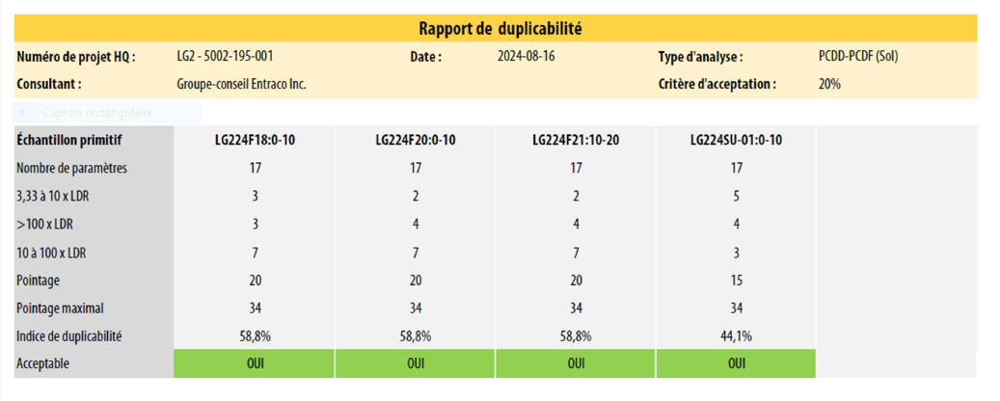 Rapport de duplicabilité
Numéro de projet HQ : LG2 - 5002-195-001 Date : 2024-08-16 Type d'analyse : PCDD-PCDF (Sol)
Consultant : Groupe-conseil Entraco Inc. Critère d'acceptation : 20%
Capture rectangulaire
Échantillon primitif LG224F18:0-10 LG224F20:0-10 LG224F21:10-20 LG224SU-01:0-10
Nombre de paramètres 17 17 17 17
3,33 à 10 x LDR 3 2 2 5
>100 x LDR 3 4 4 4
10 à 100 x LDR 7 7 7 3
Pointage 20 20 20 15
Pointage maximal 34 34 34 34
Indice de duplicabilité 58,8% 58,8% 58,8% 44,1%
Acceptable OUI OUI OUI OUI